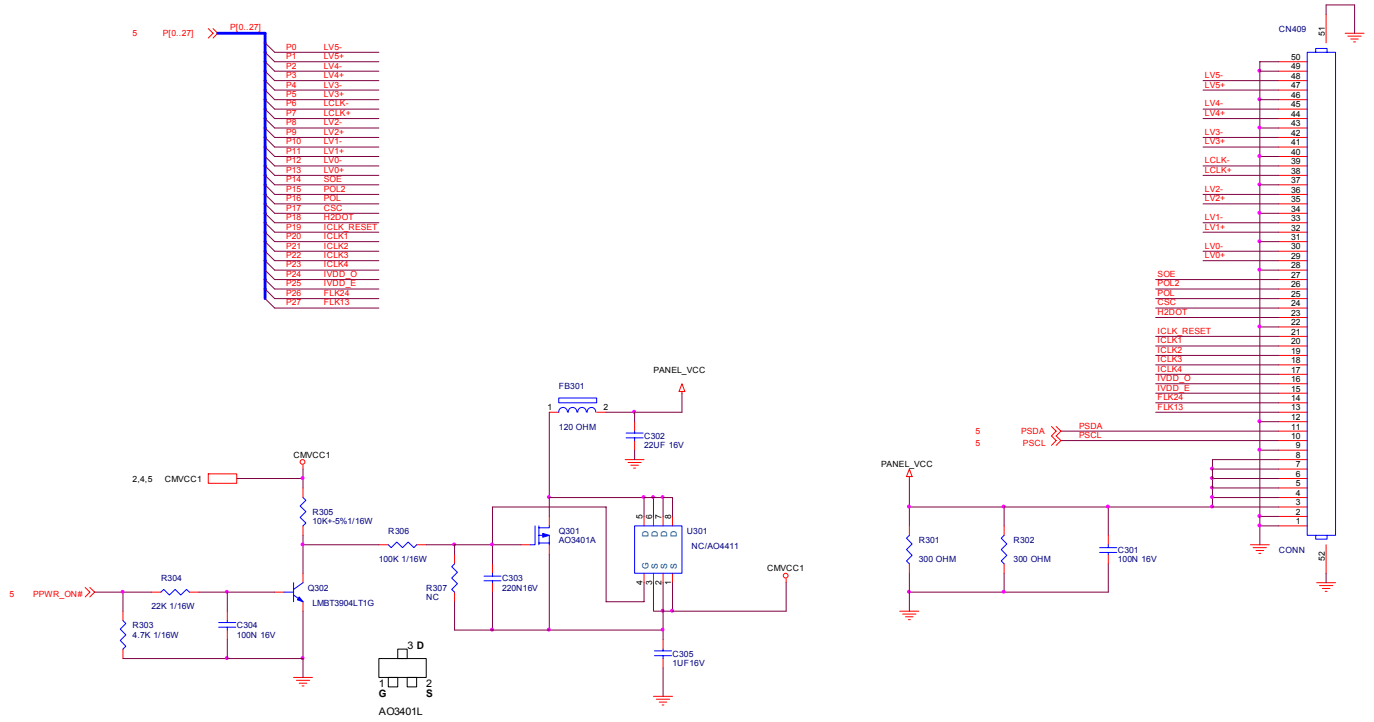 5 P[0..27] P[0..27]
P0 LV5-
P1 LV5+
P2 LV4-
P3 LV4+
P4 LV3-
P5 LV3+
P6 LCLK-
P7 LCLK+
P8 LV2-
P9 LV2+
P10 LV1-
P11 LV1+
P12 LV0-
P13 LV0+
P14 SOE
P15 POL2
P16 POL
P17 CSC
P18 H2DOT
P19 ICLK_RESET
P20 ICLK1
P21 ICLK2
P22 ICLK3
P23 ICLK4
P24 IVDD_O
P25 IVDD_E
P26 FLK24
P27 FLK13
CN409
51
50
49
LV5- 48
LV5+ 47
46
LV4- 45
LV4+ 44
43
LV3- 42
LV3+ 41
40
LCLK- 39
LCLK+ 38
37
LV2- 36
LV2+ 35
34
LV1- 33
LV1+ 32
31
LV0- 30
LV0+ 29
28
SOE 27
POL2 26
POL 25
CSC 24
H2DOT 23
22
ICLK_RESET 21
ICLK1 20
ICLK2 19
ICLK3 18
ICLK4 17
IVDD_O 16
IVDD_E 15
FLK24 14
FLK13 13
12
5 PSDA PSDA 11
5 PSCL PSCL 10
9
8
7
6
5
4
3
2
1
CONN
52
PANEL_VCC
R301
300 OHM
R302
300 OHM
C301
100N 16V
PANEL_VCC
FB301
1 2
120 OHM
C302
22UF 16V
CMVCC1
2,4,5 CMVCC1
R305
10K+-5%1/16W
R306
100K 1/16W
Q301
AO3401A
5 6 7 8
D D D D
U301
NC/AO4411
G S S S
4 3 2 1
CMVCC1
R307
NC
C303
220N16V
5 PPWR_ON#
R304
22K 1/16W
Q302
LMBT3904LT1G
R303
4.7K 1/16W
C304
100N 16V
C305
1UF16V
3 D
1 2
G S
AO3401L